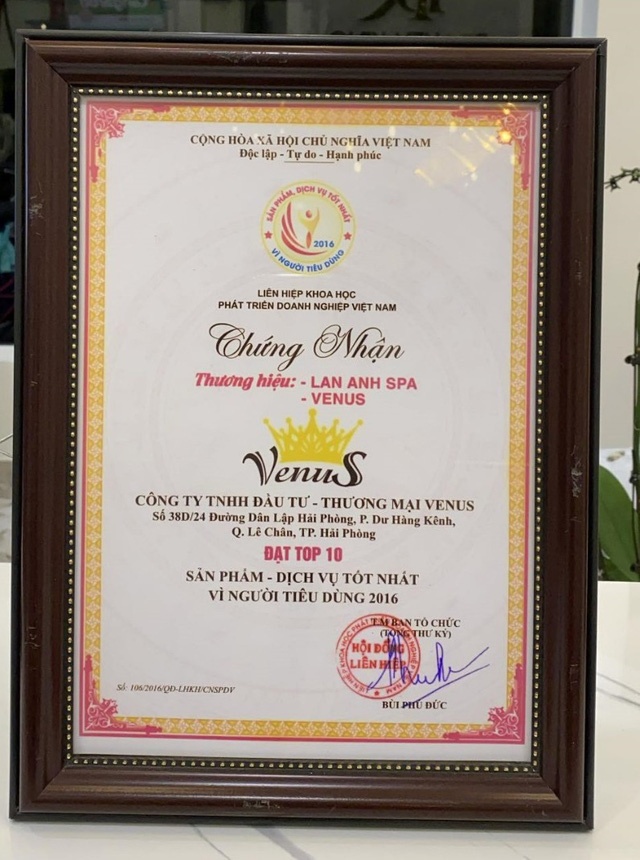 CỘNG HÒA XÃ HỘI CHỦ NGHĨA VIỆT NAM
Độc lập - Tự do - Hạnh phúc
SẢN PHẨM, DỊCH VỤ TỐT NHẤT
2016
VÌ NGƯỜI TIÊU DÙNG
LIÊN HIỆP KHOA HỌC
PHÁT TRIỂN DOANH NGHIỆP VIỆT NAM
Chứng Nhận
Thương hiệu: - LAN ANH SPA
- VENUS
VenuS
CÔNG TY TNHH ĐẦU TƯ - THƯƠNG MẠI VENUS
Số 38D/24 Đường Dân Lập Hải Phòng, P. Dư Hàng Kênh,
Q. Lê Chân, TP. Hải Phòng
ĐẠT TOP 10
SẢN PHẨM - DỊCH VỤ TỐT NHẤT
VÌ NGƯỜI TIÊU DÙNG 2016
T.M BAN TỔ CHỨC
(TỔNG THƯ KÝ)
HỘI ĐỒNG
LIÊN HIỆP
Số: 106/2016/QĐ-LHKH/CNSPDV
BÙI PHÚ ĐỨC